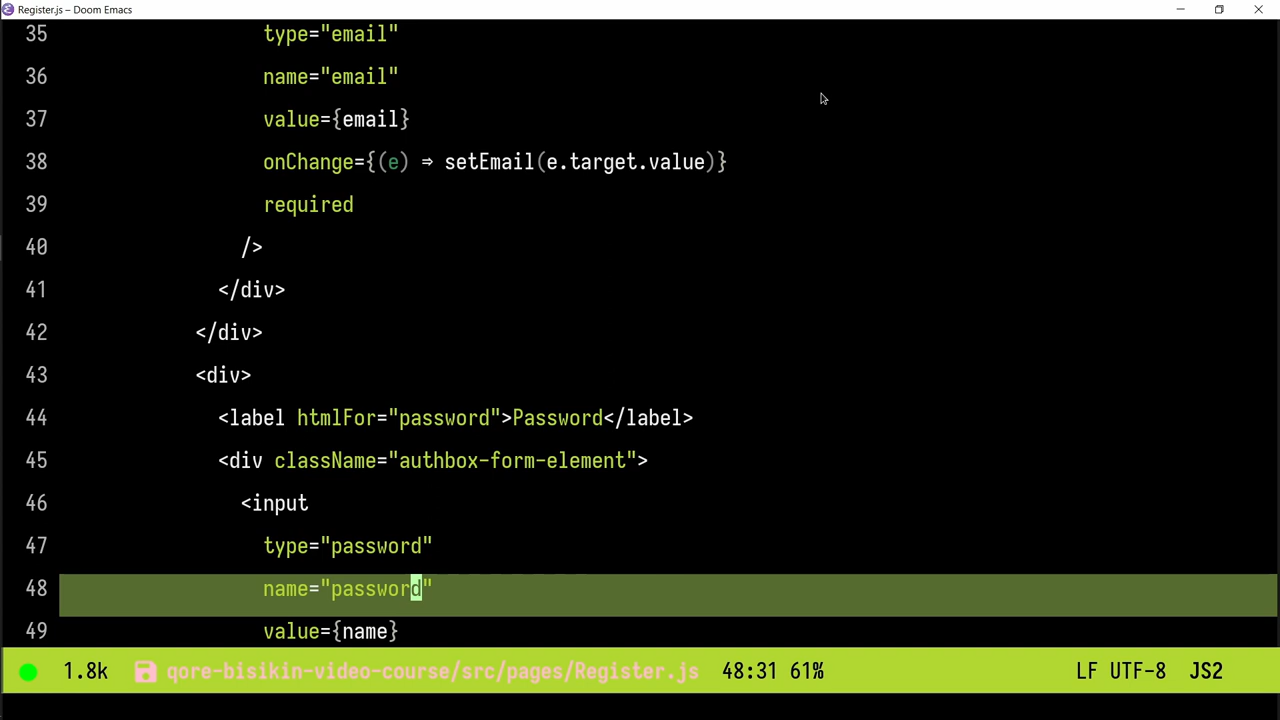 Register.js – Doom Emacs
35 type="email"
36 name="email"
37 value={email}
38 onChange={(e) ⇒ setEmail(e.target.value)}
39 required
40 />
41 </div>
42 </div>
43 <div>
44 <label htmlFor="password">Password</label>
45 <div className="authbox-form-element">
46 <input
47 type="password"
48 name="password"
49 value={name}
1.8k qore-bisikin-video-course/src/pages/Register.js 48:31 61% LF UTF-8 JS2